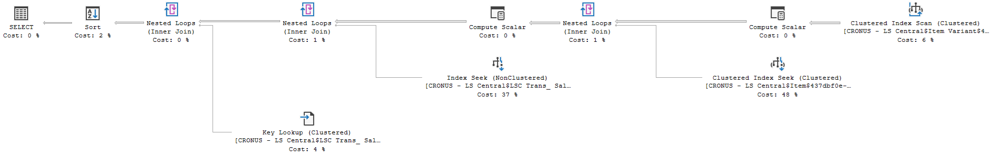 SELECT
Cost: 0 %
Sort
Cost: 2 %
Nested Loops
(Inner Join)
Cost: 0 %
Nested Loops
(Inner Join)
Cost: 1 %
Compute Scalar
Cost: 0 %
Nested Loops
(Inner Join)
Cost: 1 %
Compute Scalar
Cost: 0 %
Clustered Index Scan (Clustered)
[CRONUS - LS Central$Item Variant$4…
Cost: 6 %
Index Seek (NonClustered)
[CRONUS - LS Central$LSC Trans_ Sal…
Cost: 37 %
Clustered Index Seek (Clustered)
[CRONUS - LS Central$Item$437dbf0e-…
Cost: 48 %
Key Lookup (Clustered)
[CRONUS - LS Central$LSC Trans_ Sal…
Cost: 4 %